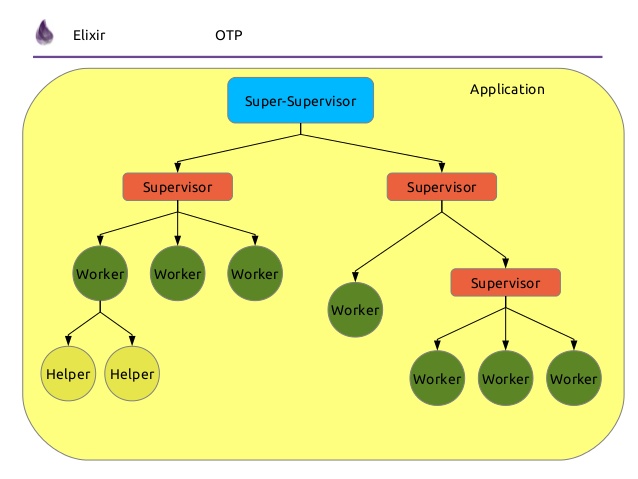 Elixir OTP
Application
Super-Supervisor
Supervisor Supervisor
Worker Worker Worker
Supervisor
Worker
Helper Helper
Worker Worker Worker